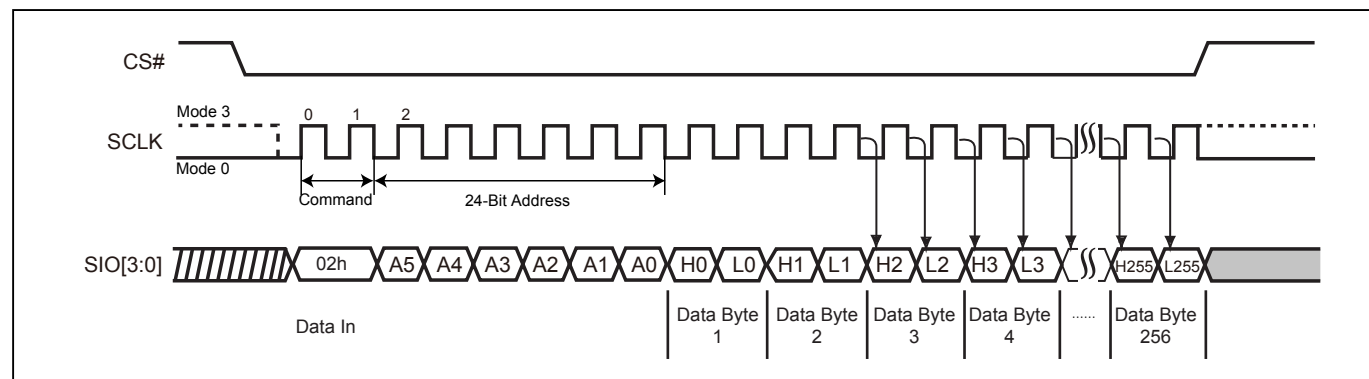 CS#
Mode 3
0 1 2
SCLK
Mode 0
Command
24-Bit Address
SIO[3:0]
02h A5 A4 A3 A2 A1 A0 H0 L0 H1 L1 H2 L2 H3 L3 H255 L255
Data In
Data Byte 1
Data Byte 2
Data Byte 3
Data Byte 4
......
Data Byte 256